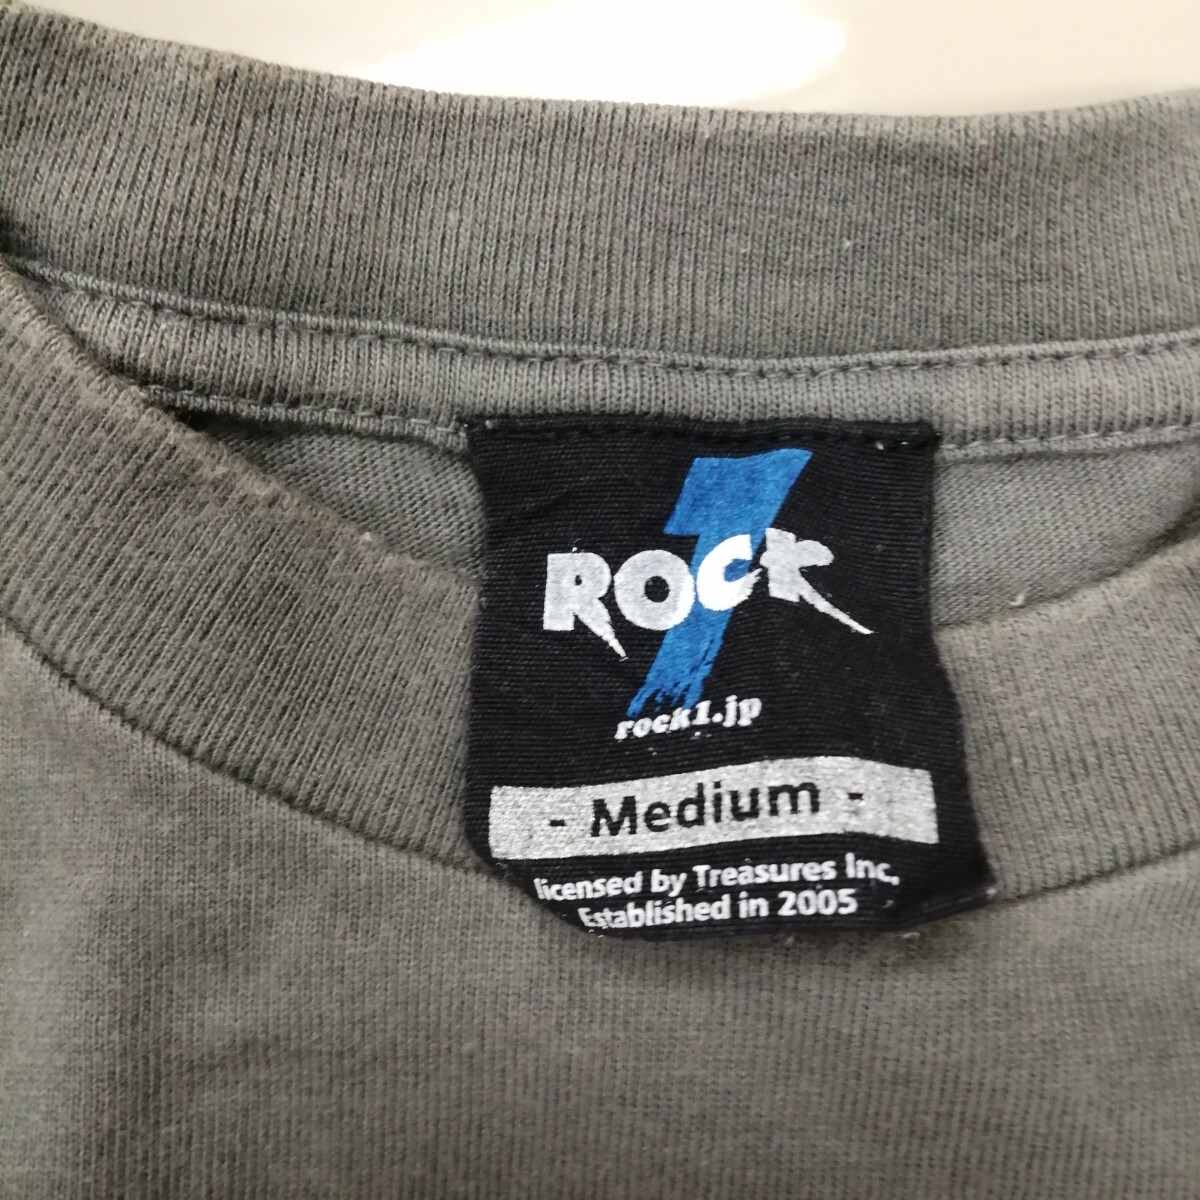 ROCK 1
rock1.jp
- Medium -
licensed by Treasures Inc,
Established in 2005